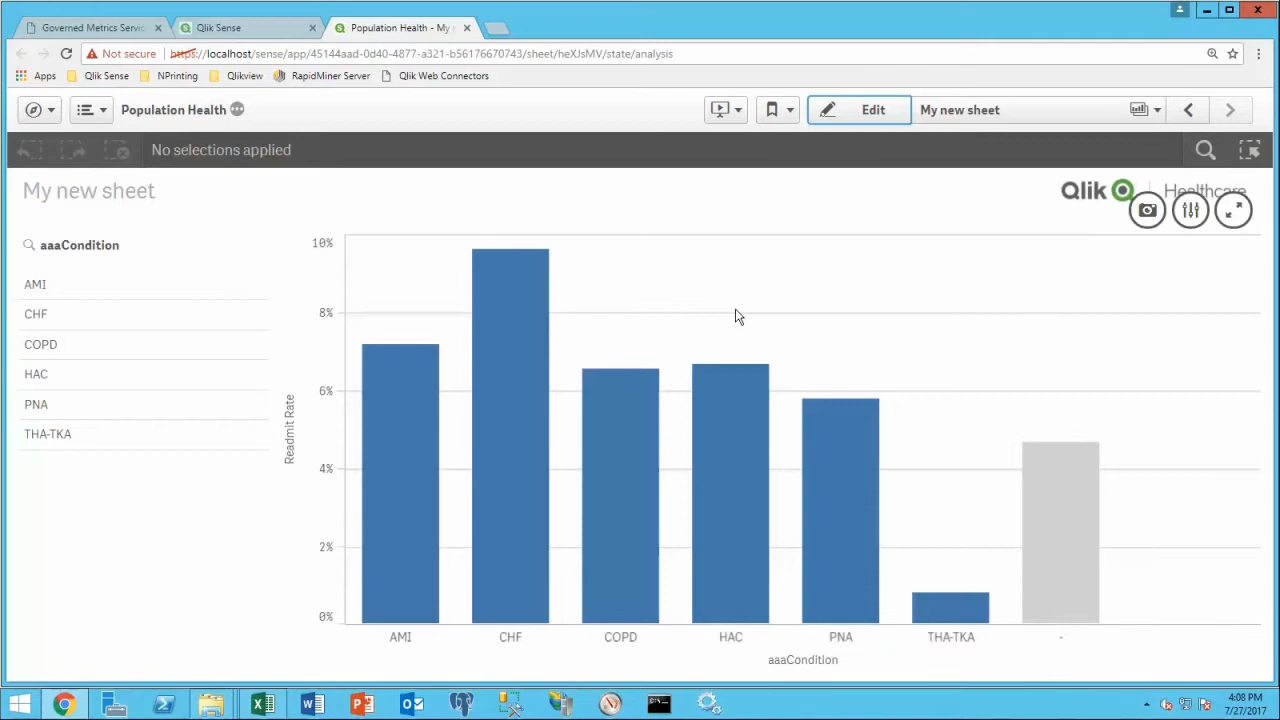 Governed Metrics Servic
Qlik Sense
Population Health - My
Not secure
https://localhost/sense/app/45144aad-0d40-4877-a321-b56176670743/sheet/heXJsMV/state/analysis
Apps
Qlik Sense
NPrinting
Qlikview
RapidMiner Server
Qlik Web Connectors
Population Health
Edit
My new sheet
No selections applied
My new sheet
Qlik
Healthcare
aaaCondition
AMI
CHF
COPD
HAC
PNA
THA-TKA
10%
8%
6%
4%
2%
0%
Readmit Rate
AMI
CHF
COPD
HAC
PNA
THA-TKA
-
aaaCondition
4:08 PM
7/27/2017